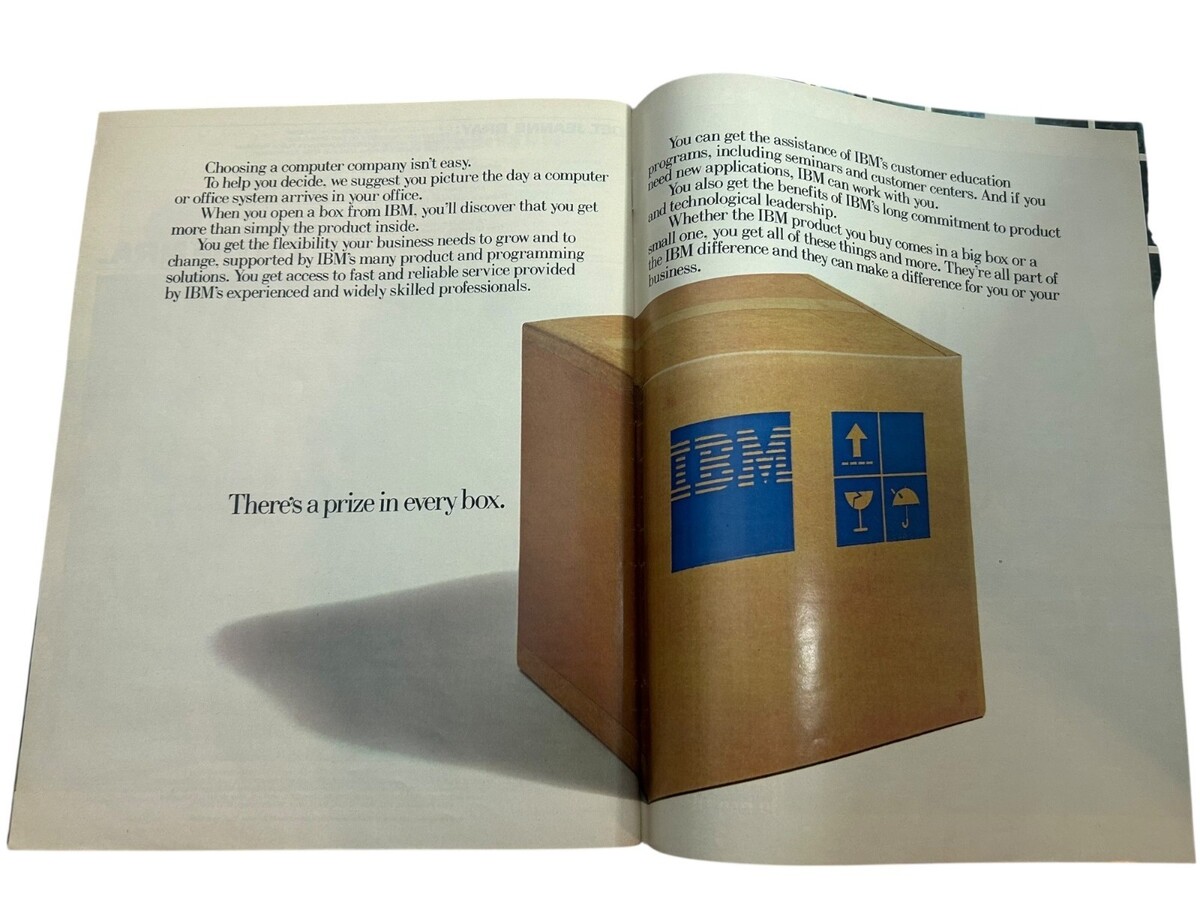 Choosing a computer company isn't easy.
To help you decide, we suggest you picture the day a computer
or office system arrives in your office.
When you open a box from IBM, you'll discover that you get
more than simply the product inside.
You get the flexibility your business needs to grow and to
change, supported by IBM's many product and programming
solutions. You get access to fast and reliable service provided
by IBM's experienced and widely skilled professionals.
You can get the assistance of IBM's customer education
programs, including seminars and customer centers. And if you
need new applications, IBM can work with you.
You also get the benefits of IBM's long commitment to product
and technological leadership.
Whether the IBM product you buy comes in a big box or a
small one, you get all of these things and more. They're all part of
the IBM difference and they can make a difference for you or your
business.
There's a prize in every box.
IBM